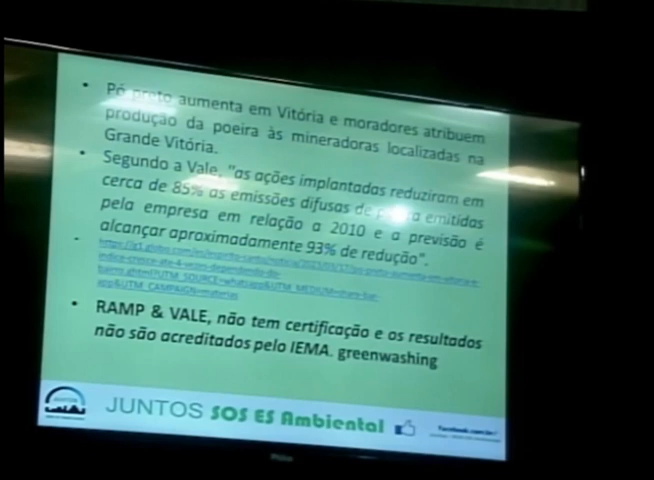 • Pó preto aumenta em Vitória e moradores atribuem
produção da poeira às mineradoras localizadas na
Grande Vitória.
• Segundo a Vale, "as ações implantadas reduziram em
cerca de 85% as emissões difusas de poeira emitidas
pela empresa em relação a 2010 e a previsão é
alcançar aproximadamente 93% de redução".
• RAMP & VALE, não tem certificação e os resultados
não são acreditados pelo IEMA. greenwashing
JUNTOS SOS ES Ambiental